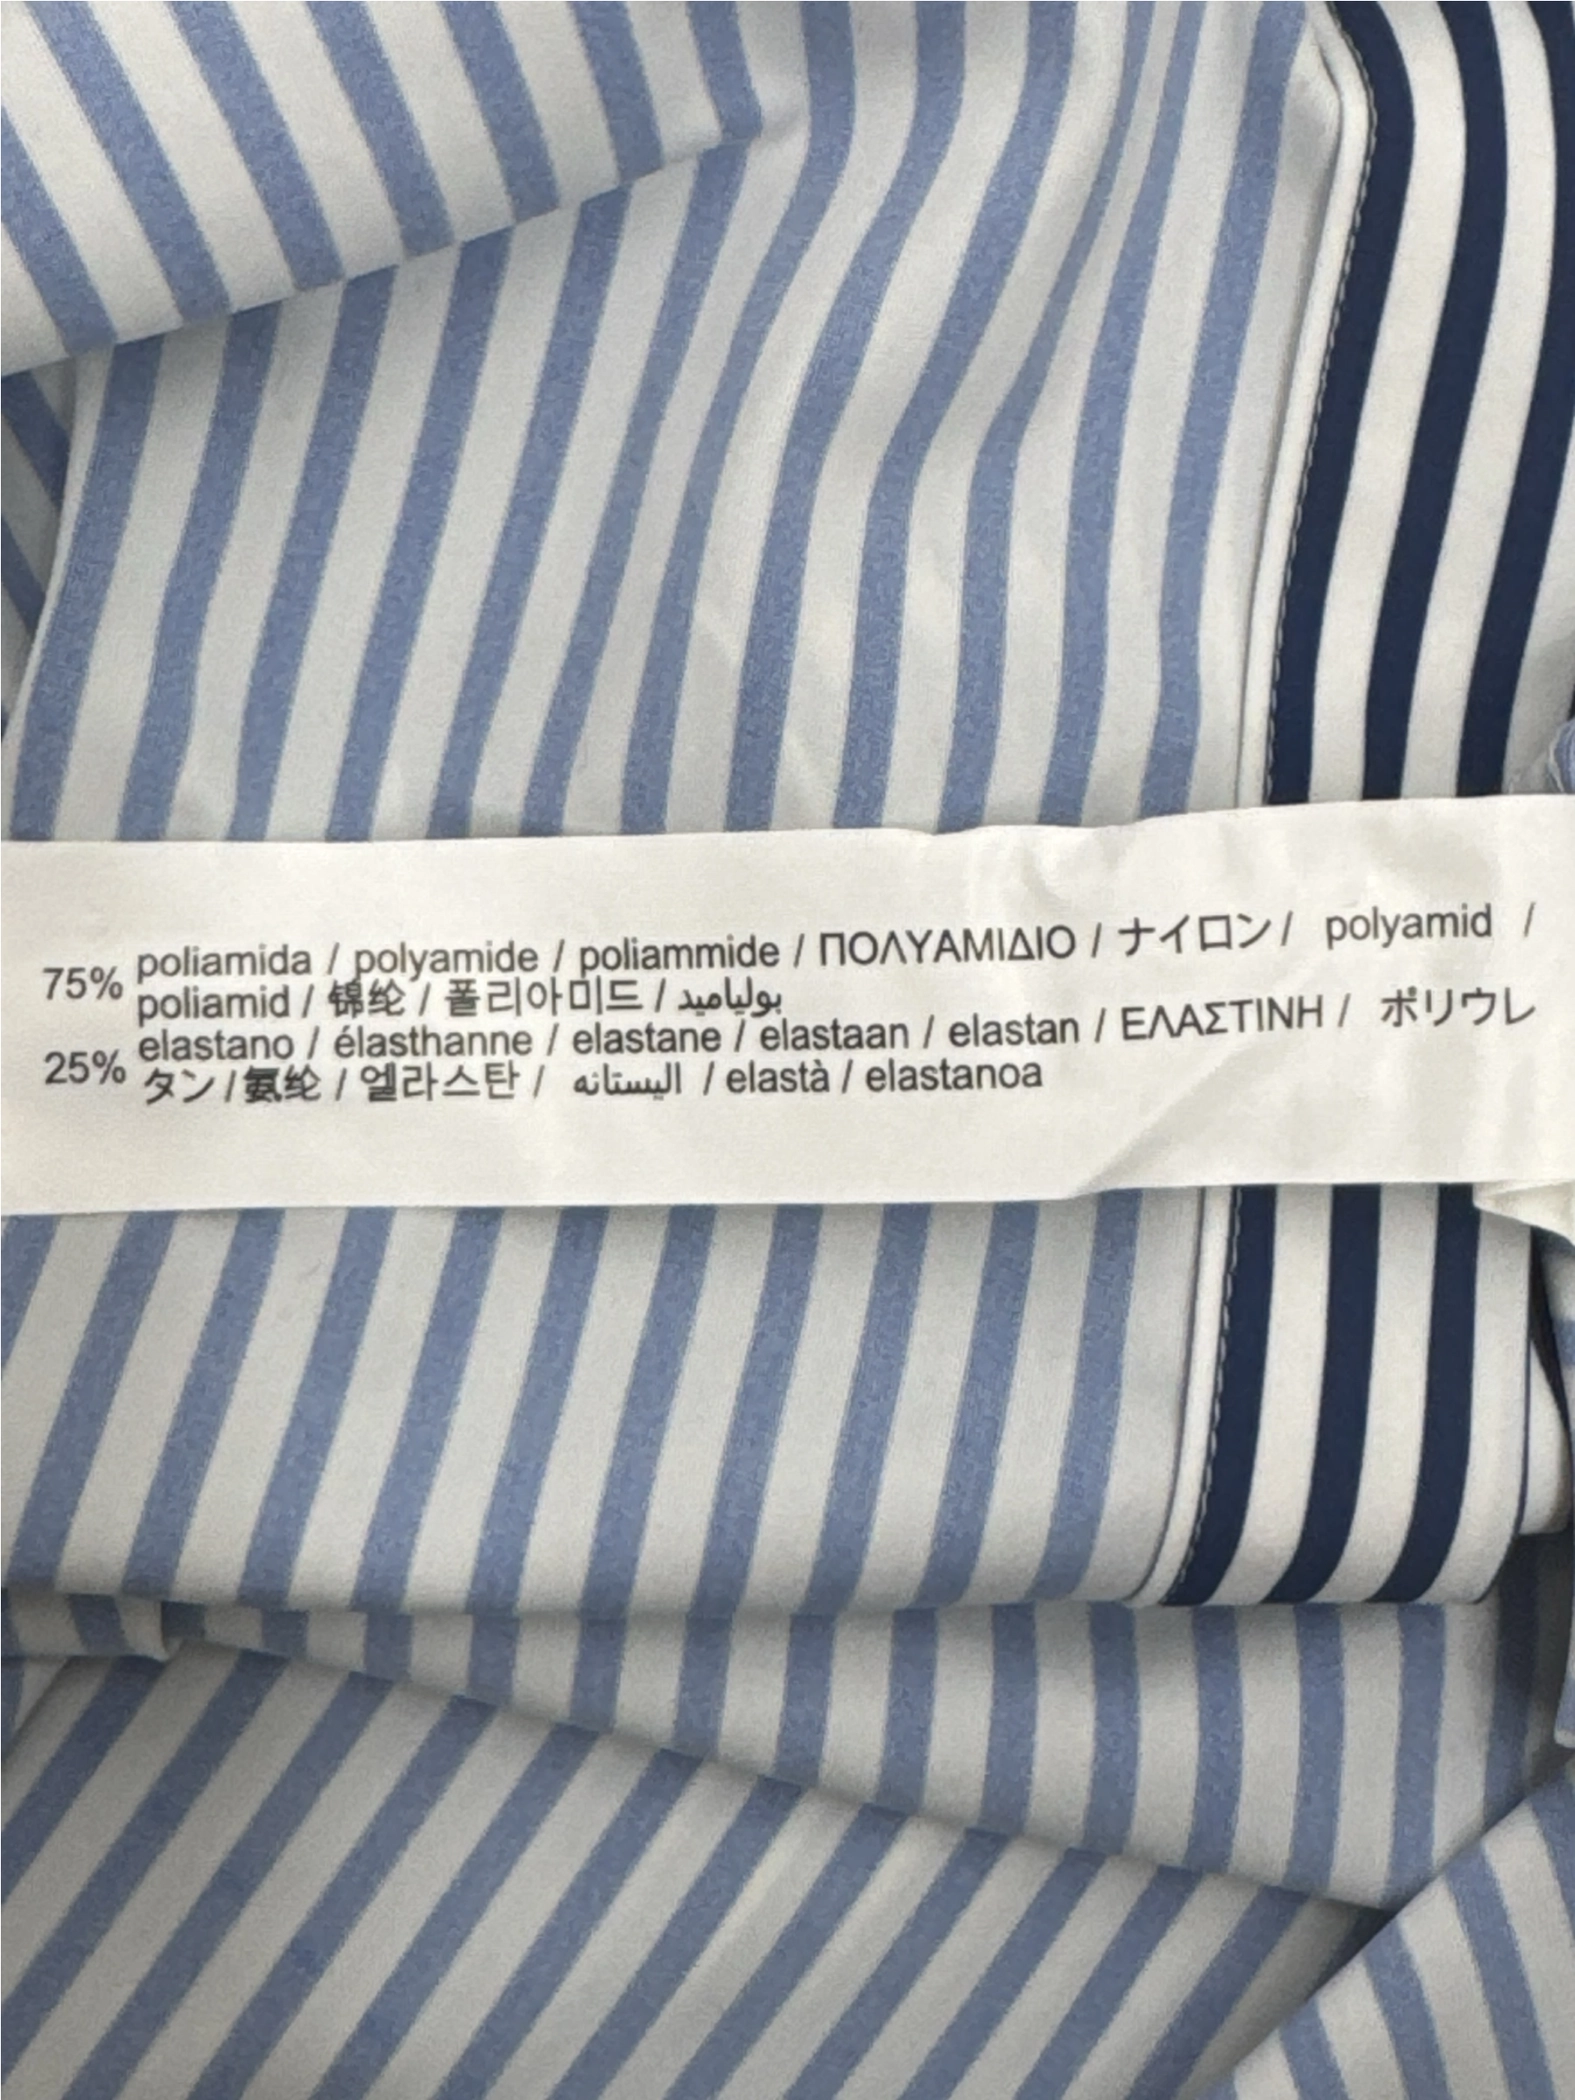 75% poliamida / polyamide / poliammide / ΠΟΛΥΑΜΙΔΙΟ / ナイロン / polyamid /
poliamid / 锦纶 / 폴리아미드 / بولياميد
25% elastano / élasthanne / elastane / elastaan / elastan / ΕΛΑΣΤΙΝΗ / ポリウレ
タン / 氨纶 / 엘라스탄 / اليستانه / elastà / elastanoa